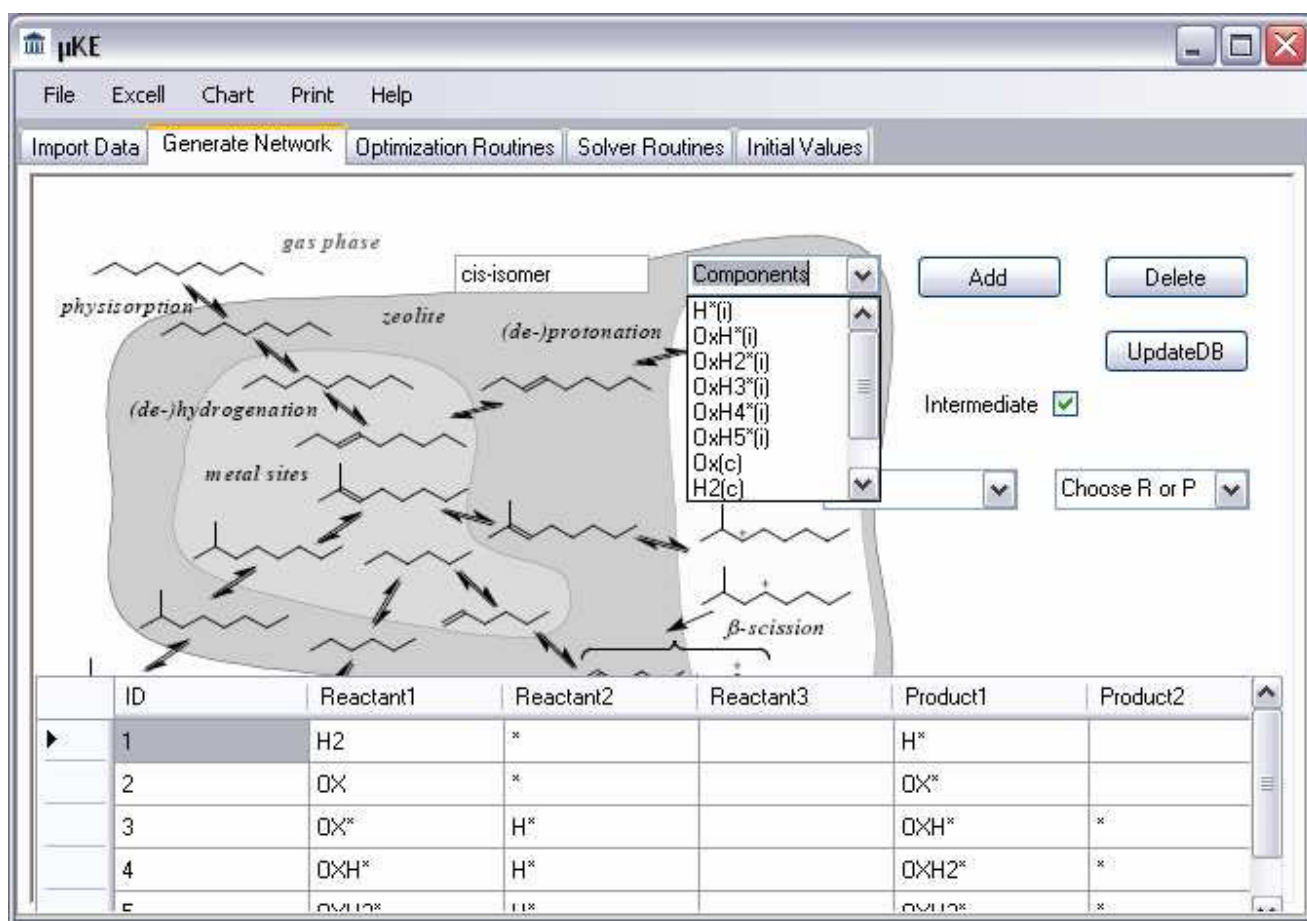 µKE
File Excell Chart Print Help
Import Data Generate Network Optimization Routines Solver Routines Initial Values
gas phase
cis-isomer Components Add Delete
physisorption
zeolite
(de-)protonation
H*(i)
OxH*(i)
OxH2*(i)
OxH3*(i)
OxH4*(i)
OxH5*(i)
Ox(c)
H2(c)
UpdateDB
Intermediate
(de-)hydrogenation
metal sites
Choose R or P
+
+
β-scission
+
ID Reactant1 Reactant2 Reactant3 Product1 Product2
1 H2 * H*
2 OX * OX*
3 OX* H* OXH* *
4 OXH* H* OXH2* *